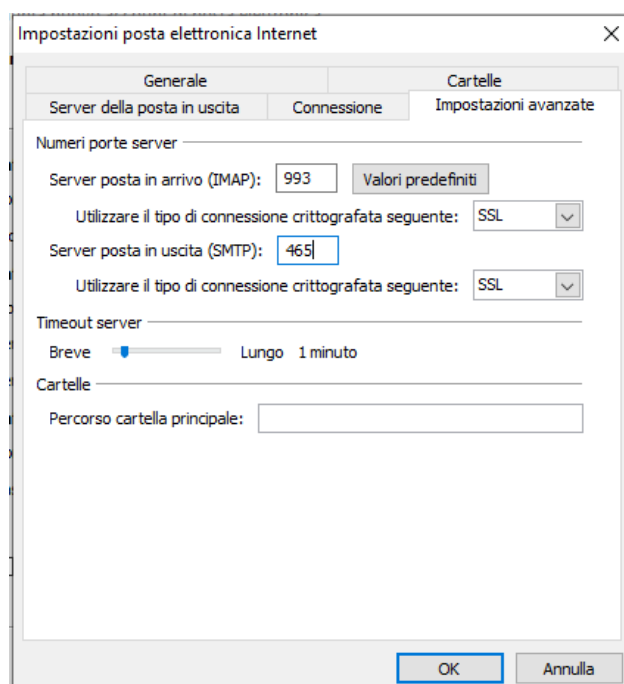 Impostazioni posta elettronica Internet
Generale Cartelle
Server della posta in uscita Connessione Impostazioni avanzate
Numeri porte server
Server posta in arrivo (IMAP): 993 Valori predefiniti
Utilizzare il tipo di connessione crittografata seguente: SSL
Server posta in uscita (SMTP): 465
Utilizzare il tipo di connessione crittografata seguente: SSL
Timeout server
Breve Lungo 1 minuto
Cartelle
Percorso cartella principale:
OK Annulla